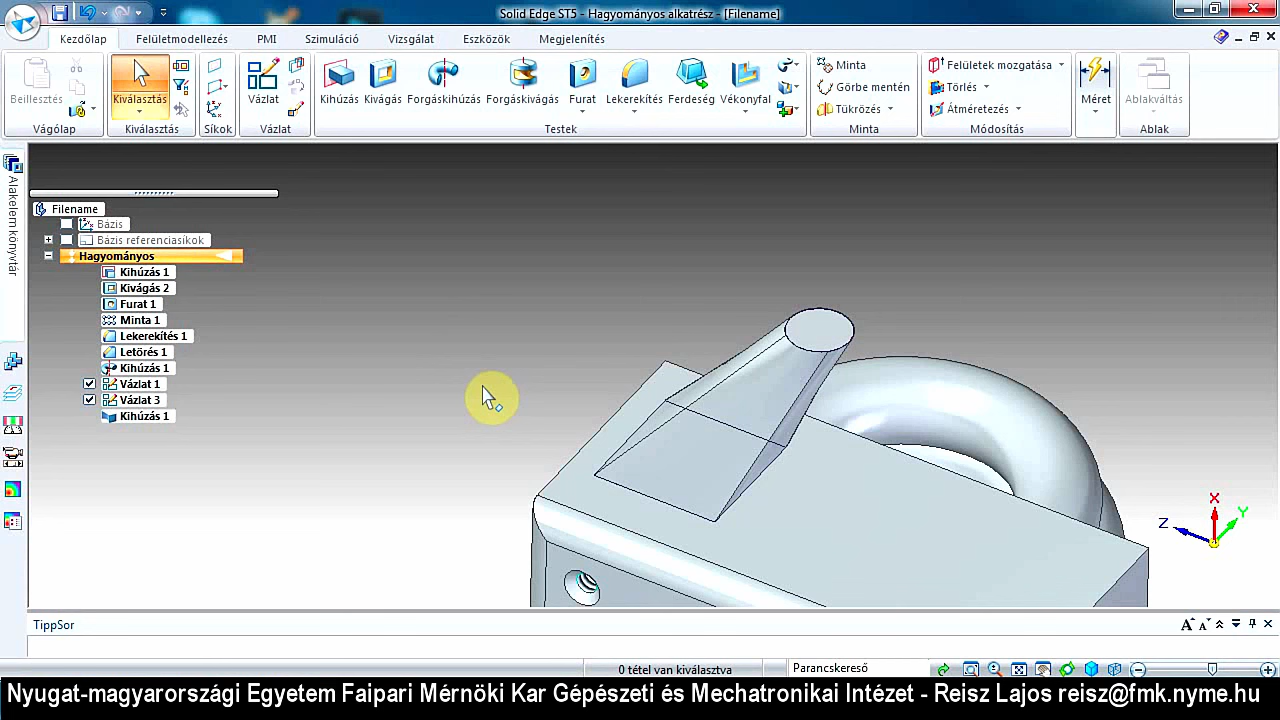 Solid Edge ST5 - Hagyományos alkatrész - [Filename]
Kezdőlap Felületmodellezés PMI Szimuláció Vizsgálat Eszközök Megjelenítés
Beillesztés
Vágólap
Kiválasztás
Kiválasztás
Síkok
Vázlat
Vázlat
Kihúzás Kivágás Forgáskihúzás Forgáskivágás Furat Lekerekítés Ferdeség Vékonyfal
Testek
Minta
Görbe mentén
Tükrözés
Minta
Felületek mozgatása
Törlés
Átméretezés
Módosítás
Méret
Ablakváltás
Ablak
Alakelem könyvtár
Filename
Bázis
Bázis referenciasíkok
Hagyományos
Kihúzás 1
Kivágás 2
Furat 1
Minta 1
Lekerekítés 1
Letörés 1
Kihúzás 1
Vázlat 1
Vázlat 3
Kihúzás 1
X
Y
Z
TippSor
0 tétel van kiválasztva
Parancskereső
Nyugat-magyarországi Egyetem Faipari Mérnöki Kar Gépészeti és Mechatronikai Intézet - Reisz Lajos reisz@fmk.nyme.hu